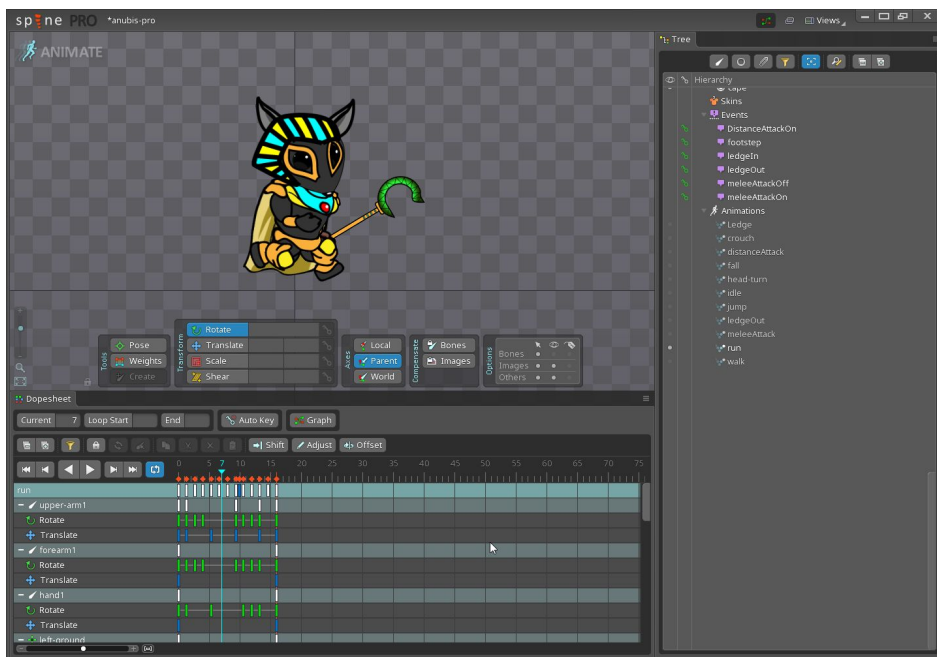 spine PRO *anubis-pro Views
ANIMATE
Tree
Hierarchy
cape
Skins
Events
DistanceAttackOn
footstep
ledgeIn
ledgeOut
meleeAttackOff
meleeAttackOn
Animations
Ledge
crouch
distanceAttack
fall
head-turn
idle
jump
ledgeOut
meleeAttack
run
walk
Tools
Pose
Weights
Create
Transform
Rotate
Translate
Scale
Shear
Axes
Local
Parent
World
Compensate
Bones
Images
Options
Bones
Images
Others
Dopesheet
Current 7 Loop Start End Auto Key Graph
Shift Adjust Offset
0 5 7 10 15 20 25 30 35 40 45 50 55 60 65 70 75
run
upper-arm1
Rotate
Translate
forearm1
Rotate
Translate
hand1
Rotate
Translate
left-ground